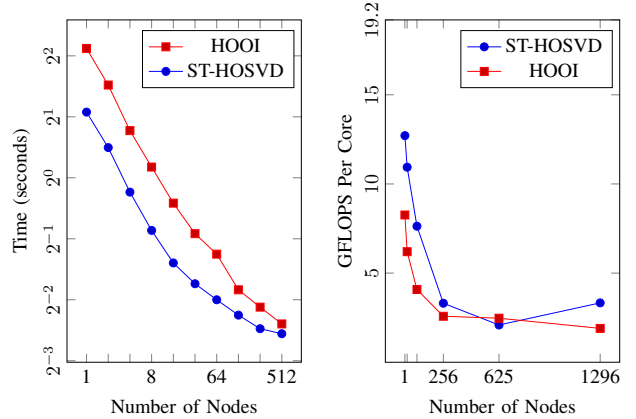 HOOI
ST-HOSVD
2^2
2^1
2^0
2^−1
2^−2
2^−3
Time (seconds)
1 8 64 512
Number of Nodes
ST-HOSVD
HOOI
19.2
15
10
5
GFLOPS Per Core
1 256 625 1296
Number of Nodes